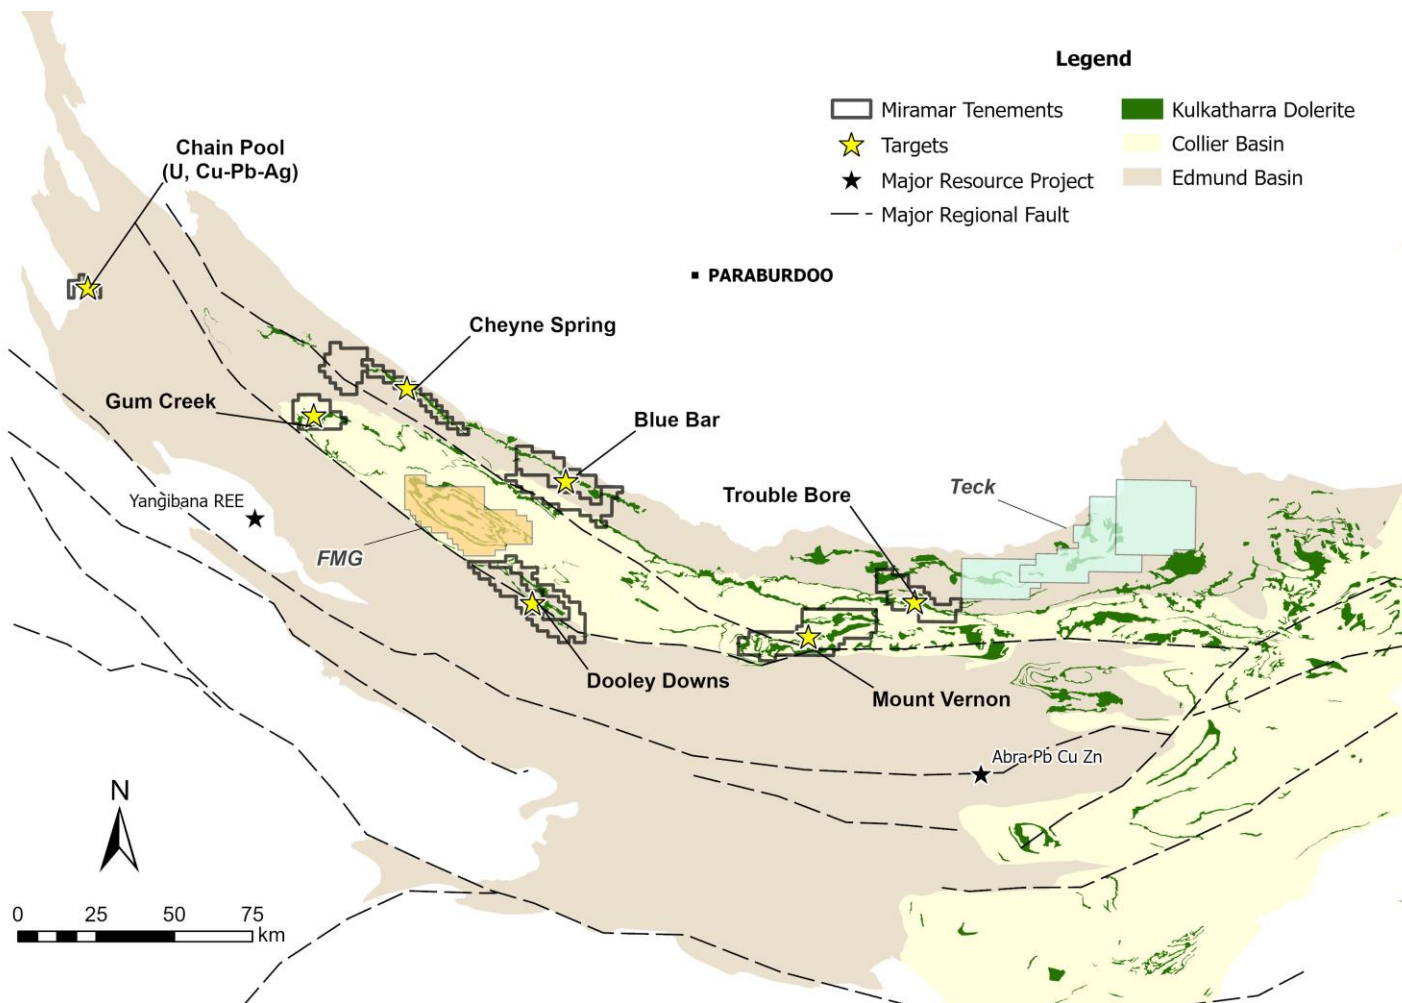 Legend
Miramar Tenements
Targets
Major Resource Project
Major Regional Fault
Kulkatharra Dolerite
Collier Basin
Edmund Basin
Chain Pool
(U, Cu-Pb-Ag)
PARABURDOO
Cheyne Spring
Gum Creek
Blue Bar
Trouble Bore
Teck
Yangibana REE
FMG
Dooley Downs
Mount Vernon
Abra Pb Cu Zn
N
0 25 50 75
km